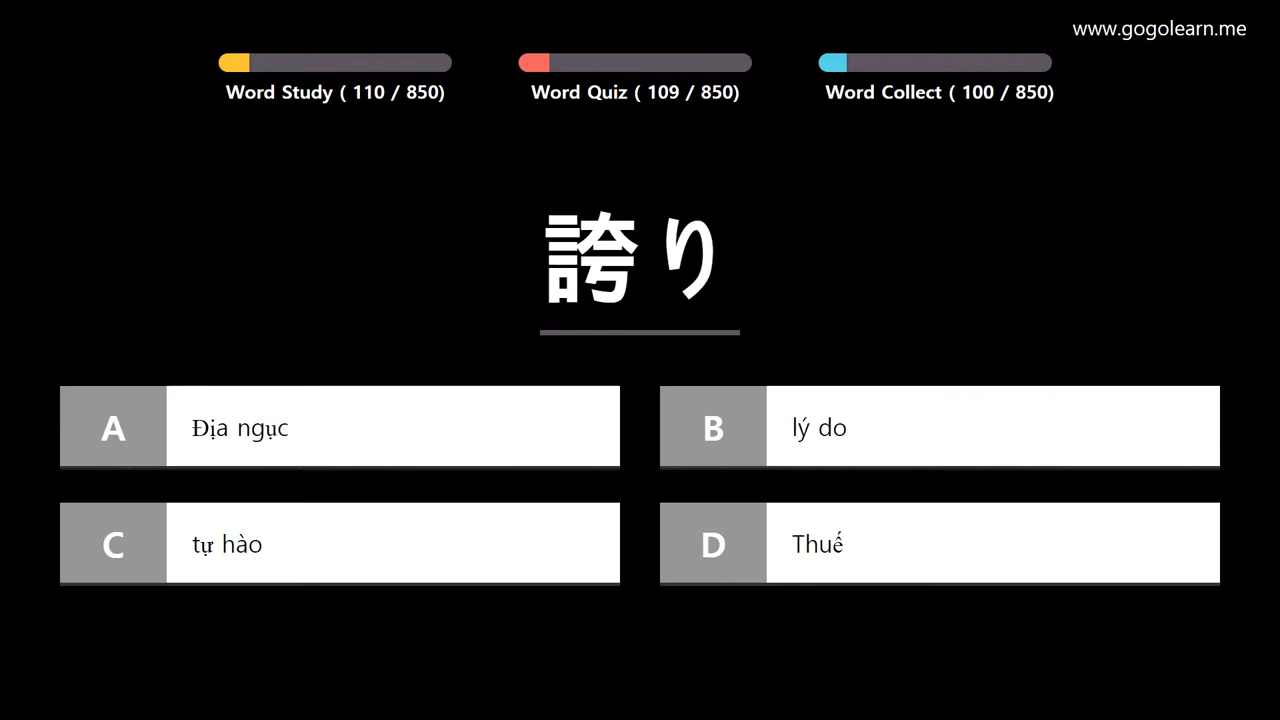 www.gogolearn.me
Word Study ( 110 / 850)
Word Quiz ( 109 / 850)
Word Collect ( 100 / 850)
誇り
A Địa ngục
B lý do
C tự hào
D Thuế